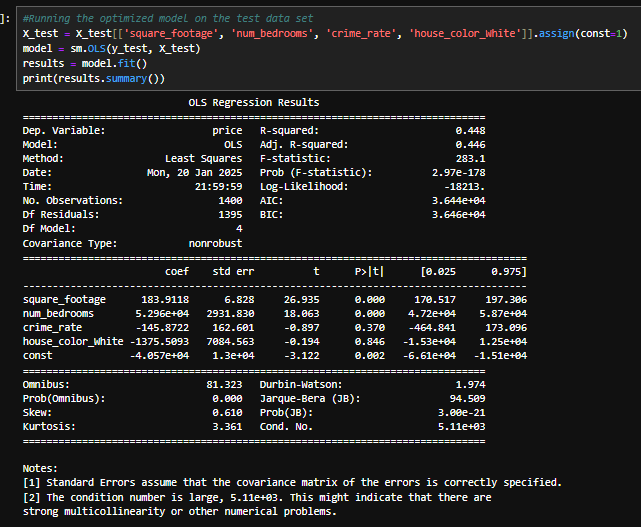 ]: #Running the optimized model on the test data set
X_test = X_test[['square_footage', 'num_bedrooms', 'crime_rate', 'house_color_White']].assign(const=1)
model = sm.OLS(y_test, X_test)
results = model.fit()
print(results.summary())
OLS Regression Results
==============================================================================
Dep. Variable: price R-squared: 0.448
Model: OLS Adj. R-squared: 0.446
Method: Least Squares F-statistic: 283.1
Date: Mon, 20 Jan 2025 Prob (F-statistic): 2.97e-178
Time: 21:59:59 Log-Likelihood: -18213.
No. Observations: 1400 AIC: 3.644e+04
Df Residuals: 1395 BIC: 3.646e+04
Df Model: 4
Covariance Type: nonrobust
=====================================================================================
coef std err t P>|t| [0.025 0.975]
-------------------------------------------------------------------------------------
square_footage 183.9118 6.828 26.935 0.000 170.517 197.306
num_bedrooms 5.296e+04 2931.830 18.063 0.000 4.72e+04 5.87e+04
crime_rate -145.8722 162.601 -0.897 0.370 -464.841 173.096
house_color_White -1375.5093 7084.563 -0.194 0.846 -1.53e+04 1.25e+04
const -4.057e+04 1.3e+04 -3.122 0.002 -6.61e+04 -1.51e+04
==============================================================================
Omnibus: 81.323 Durbin-Watson: 1.974
Prob(Omnibus): 0.000 Jarque-Bera (JB): 94.509
Skew: 0.610 Prob(JB): 3.00e-21
Kurtosis: 3.361 Cond. No. 5.11e+03
==============================================================================
Notes:
[1] Standard Errors assume that the covariance matrix of the errors is correctly specified.
[2] The condition number is large, 5.11e+03. This might indicate that there are
strong multicollinearity or other numerical problems.